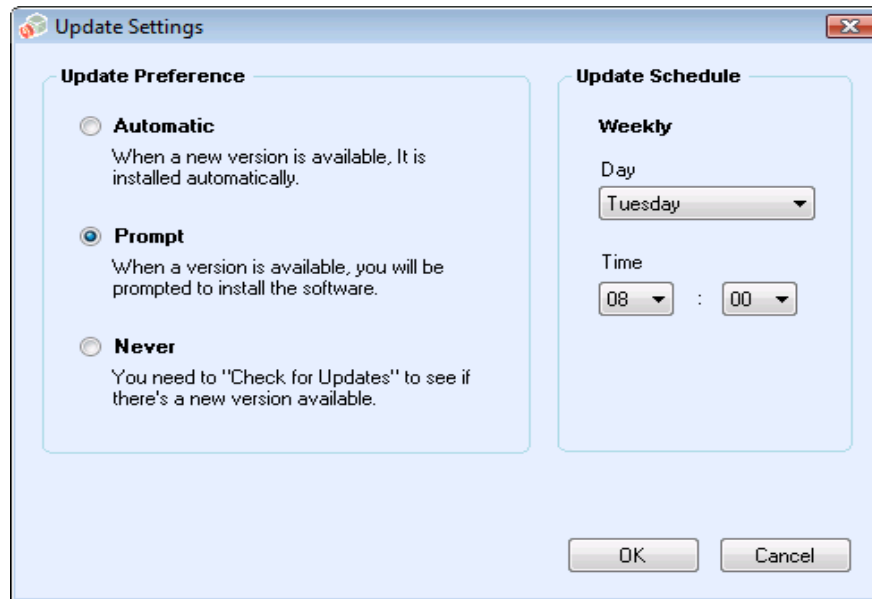 Update Settings
Update Preference
Automatic
When a new version is available, It is
installed automatically.
Prompt
When a version is available, you will be
prompted to install the software.
Never
You need to "Check for Updates" to see if
there's a new version available.
Update Schedule
Weekly
Day
Tuesday
Time
08 : 00
OK Cancel